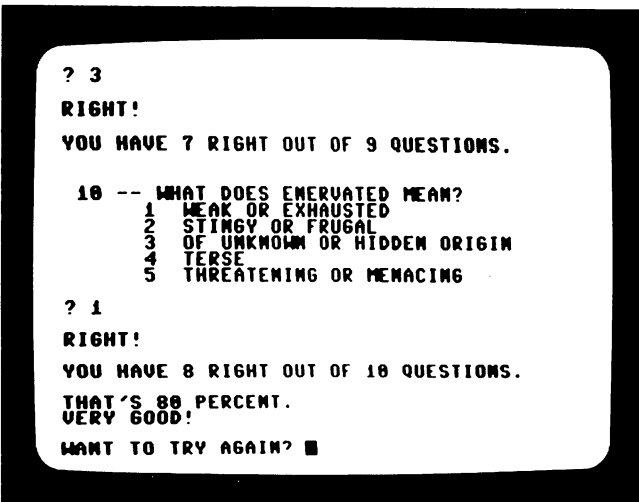 ? 3
RIGHT!
YOU HAVE 7 RIGHT OUT OF 9 QUESTIONS.
10 -- WHAT DOES ENERVATED MEAN?
1 WEAK OR EXHAUSTED
2 STINGY OR FRUGAL
3 OF UNKNOWN OR HIDDEN ORIGIN
4 TERSE
5 THREATENING OR MENACING
? 1
RIGHT!
YOU HAVE 8 RIGHT OUT OF 10 QUESTIONS.
THAT'S 80 PERCENT.
VERY GOOD!
WANT TO TRY AGAIN?